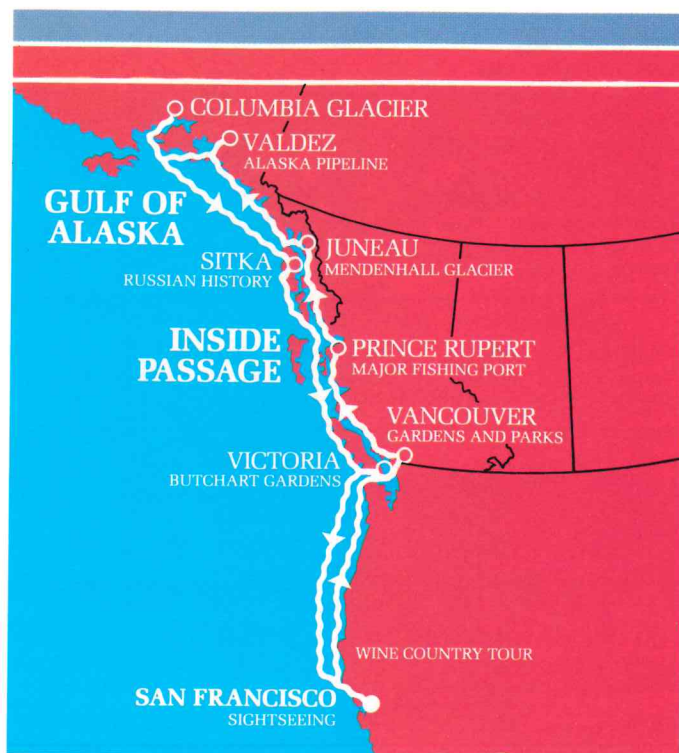 COLUMBIA GLACIER
VALDEZ
ALASKA PIPELINE
GULF OF
ALASKA
SITKA
RUSSIAN HISTORY
JUNEAU
MENDENHALL GLACIER
INSIDE
PASSAGE
PRINCE RUPERT
MAJOR FISHING PORT
VANCOUVER
GARDENS AND PARKS
VICTORIA
BUTCHART GARDENS
WINE COUNTRY TOUR
SAN FRANCISCO
SIGHTSEEING